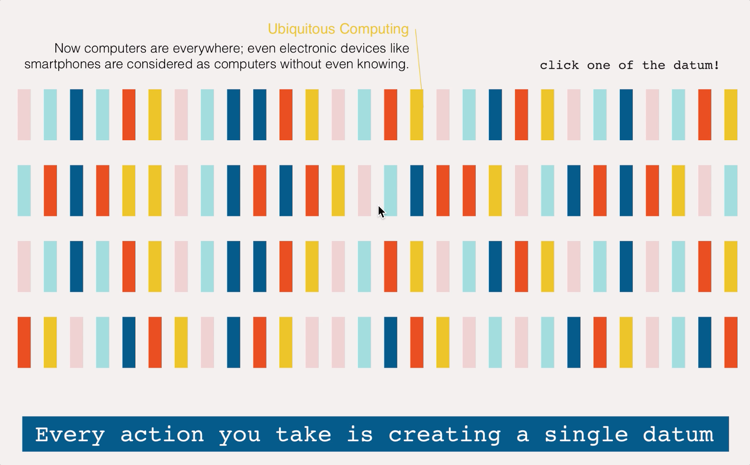 Ubiquitous Computing
Now computers are everywhere; even electronic devices like
smartphones are considered as computers without even knowing.
click one of the datum!
Every action you take is creating a single datum